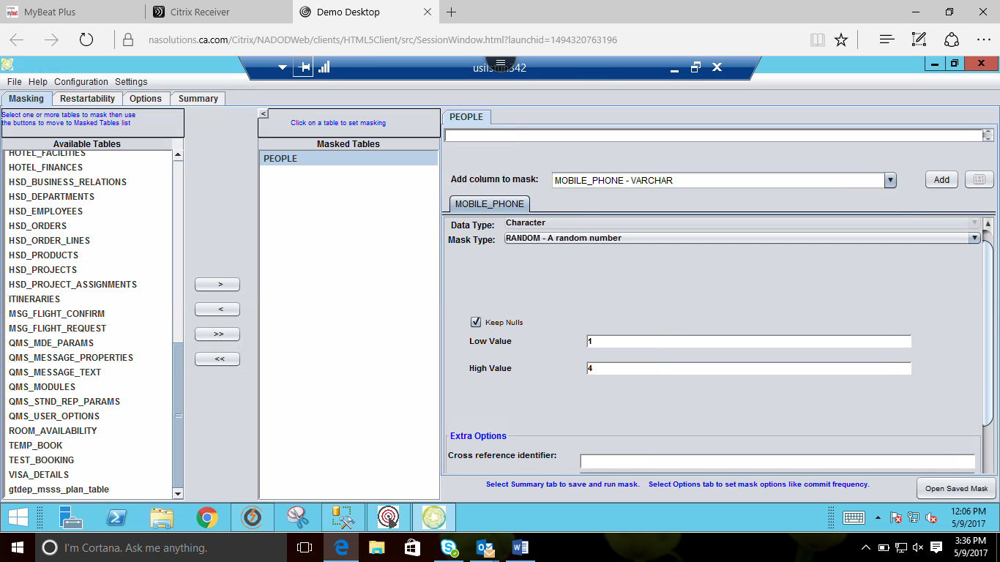 MyBeat Plus
Citrix Receiver
Demo Desktop
nasolutions.ca.com/Citrix/NADODWeb/clients/HTML5Client/src/SessionWindow.html?launchid=1494320763196
File Help Configuration Settings
Masking Restartability Options Summary
Select one or more tables to mask then use
the buttons to move to Masked Tables list
Available Tables
HOTEL_FACILITIES
HOTEL_FINANCES
HSD_BUSINESS_RELATIONS
HSD_DEPARTMENTS
HSD_EMPLOYEES
HSD_ORDERS
HSD_ORDER_LINES
HSD_PRODUCTS
HSD_PROJECTS
HSD_PROJECT_ASSIGNMENTS
ITINERARIES
MSG_FLIGHT_CONFIRM
MSG_FLIGHT_REQUEST
QMS_MDE_PARAMS
QMS_MESSAGE_PROPERTIES
QMS_MESSAGE_TEXT
QMS_MODULES
QMS_STND_REP_PARAMS
QMS_USER_OPTIONS
ROOM_AVAILABILITY
TEMP_BOOK
TEST_BOOKING
VISA_DETAILS
gtdep_msss_plan_table
>
<
>>
<<
<
Click on a table to set masking
Masked Tables
PEOPLE
PEOPLE
Add column to mask: MOBILE_PHONE - VARCHAR Add
MOBILE_PHONE
Data Type: Character
Mask Type: RANDOM - A random number
Keep Nulls
Low Value 1
High Value 4
Extra Options
Cross reference identifier:
Select Summary tab to save and run mask. Select Options tab to set mask options like commit frequency.
Open Saved Mask
12:06 PM
5/9/2017
I'm Cortana. Ask me anything.
3:36 PM
5/9/2017